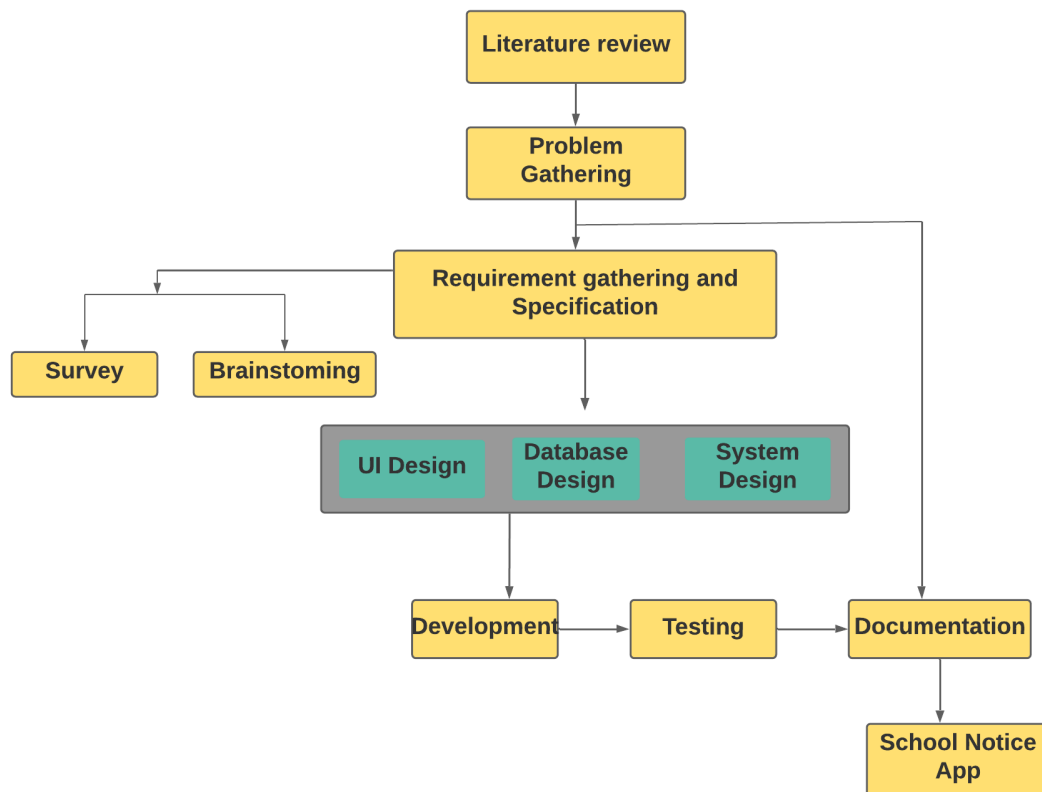 Literature review
Problem
Gathering
Requirement gathering and
Specification
Survey
Brainstoming
UI Design
Database
Design
System
Design
Development
Testing
Documentation
School Notice
App